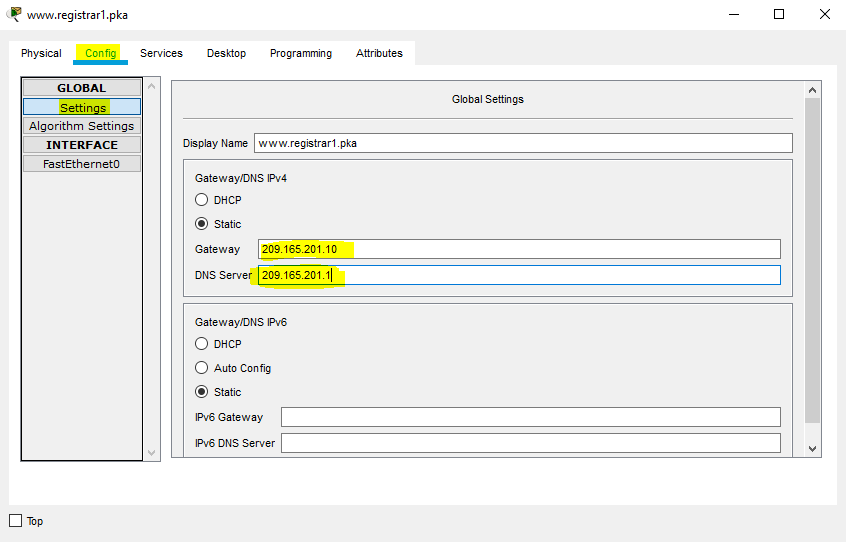 www.registrar1.pka
Physical Config Services Desktop Programming Attributes
GLOBAL
Settings
Algorithm Settings
INTERFACE
FastEthernet0
Global Settings
Display Name www.registrar1.pka
Gateway/DNS IPv4
DHCP
Static
Gateway 209.165.201.10
DNS Server 209.165.201.1
Gateway/DNS IPv6
DHCP
Auto Config
Static
IPv6 Gateway
IPv6 DNS Server
Top